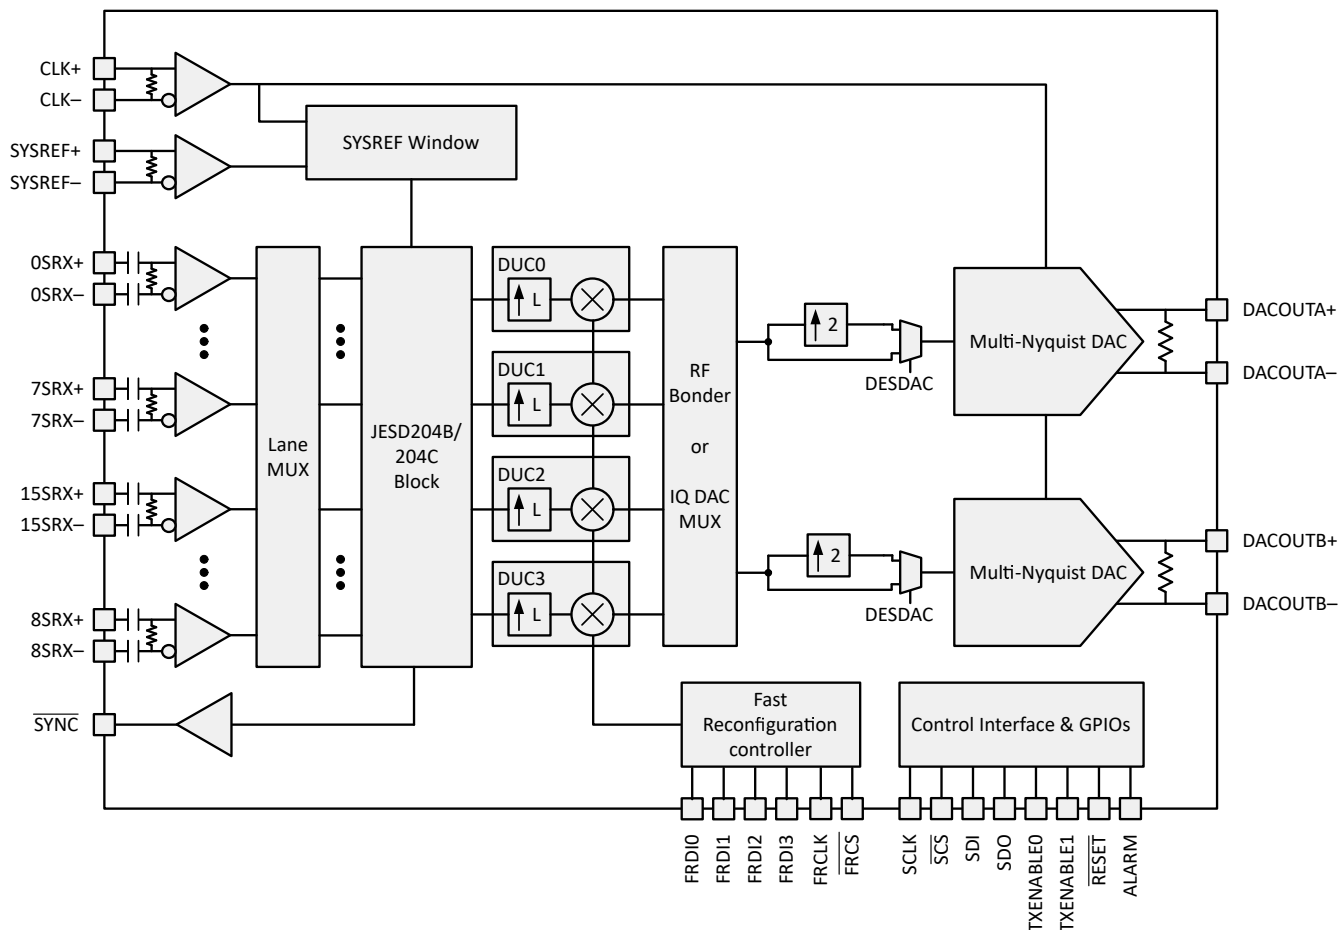 CLK+
CLK–
SYSREF+
SYSREF–
SYSREF Window
0SRX+
0SRX–
7SRX+
7SRX–
15SRX+
15SRX–
8SRX+
8SRX–
SYNC
Lane
MUX
JESD204B/
204C
Block
DUC0
L
DUC1
L
DUC2
L
DUC3
L
RF
Bonder
or
IQ DAC
MUX
2
DESDAC
2
DESDAC
Multi-Nyquist DAC
Multi-Nyquist DAC
DACOUTA+
DACOUTA–
DACOUTB+
DACOUTB–
Fast
Reconfiguration
controller
Control Interface & GPIOs
FRDI0
FRDI1
FRDI2
FRDI3
FRCLK
FRCS
SCLK
SCS
SDI
SDO
TXENABLE0
TXENABLE1
RESET
ALARM